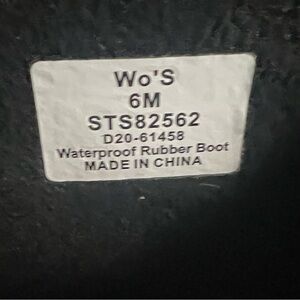 Wo'S
6M
STS82562
D20-61458
Waterproof Rubber Boot
MADE IN CHINA